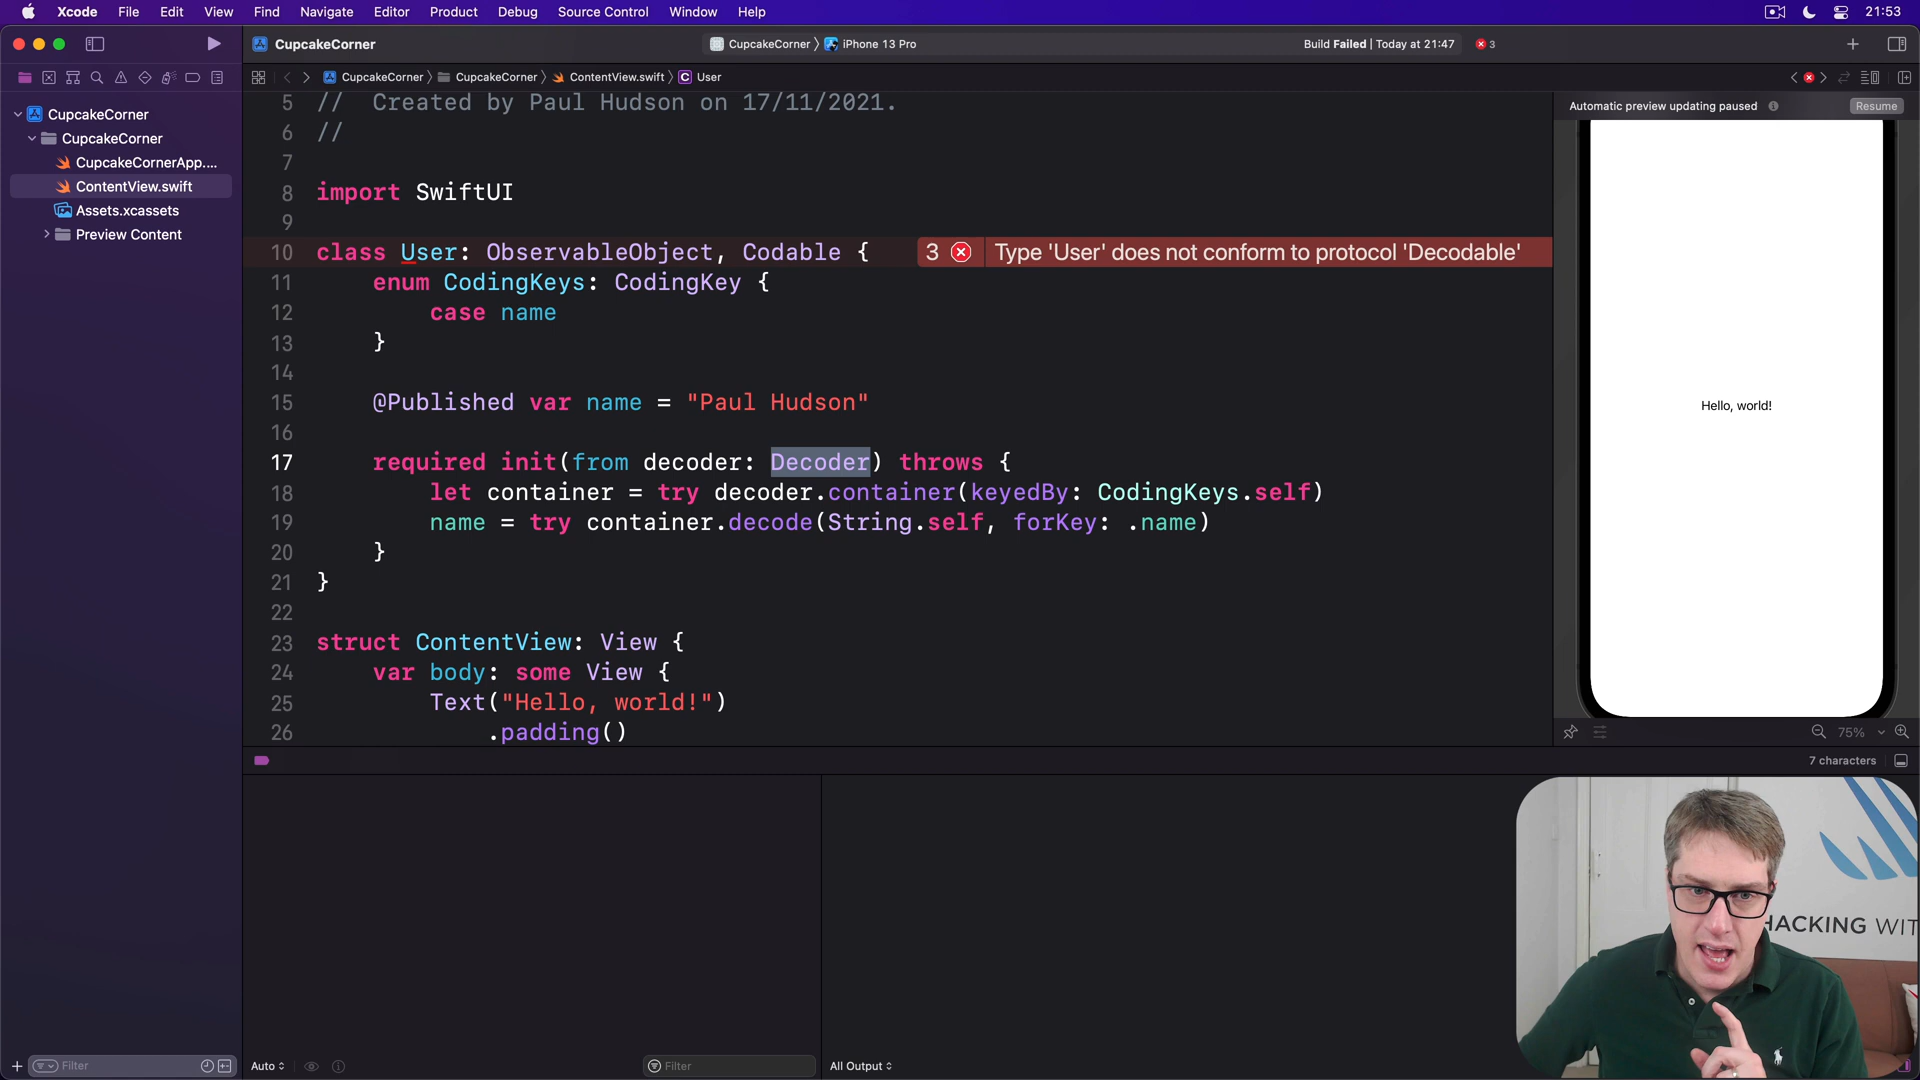 Xcode File Edit View Find Navigate Editor Product Debug Source Control Window Help 21:53
CupcakeCorner
CupcakeCorner 〉 iPhone 13 Pro
Build Failed | Today at 21:47
3
CupcakeCorner 〉 CupcakeCorner 〉 ContentView.swift 〉 C User
CupcakeCorner
CupcakeCorner
CupcakeCornerApp....
ContentView.swift
Assets.xcassets
Preview Content
Automatic preview updating paused
Resume
5 //  Created by Paul Hudson on 17/11/2021.
6 //
7
8 import SwiftUI
9
10 class User: ObservableObject, Codable {
3 Type 'User' does not conform to protocol 'Decodable'
11     enum CodingKeys: CodingKey {
12         case name
13     }
14
15     @Published var name = "Paul Hudson"
16
17     required init(from decoder: Decoder) throws {
18         let container = try decoder.container(keyedBy: CodingKeys.self)
19         name = try container.decode(String.self, forKey: .name)
20     }
21 }
22
23 struct ContentView: View {
24     var body: some View {
25         Text("Hello, world!")
26             .padding()
Hello, world!
75%
7 characters
HACKING WIT
Filter
Auto
Filter
All Output